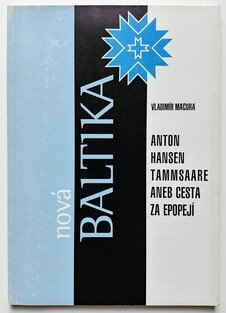 nová
BALTIKA
VLADIMÍR MACURA
ANTON
HANSEN
TAMMSAARE
ANEB CESTA
ZA EPOPEJÍ